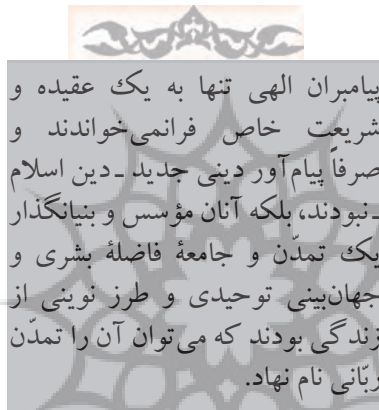 پیامبران الهی تنها به یک عقیده و
شریعت خاص فرانمی‌خواندند و
صرفاً پیام‌آور دینی جدید ـ دین اسلام
ـ نبودند، بلکه آنان مؤسس و بنیانگذار
یک تمدّن و جامعهٔ فاضلهٔ بشری و
جهان‌بینی توحیدی و طرز نوینی از
زندگی بودند که می‌توان آن را تمدّن
ربّانی نام نهاد.